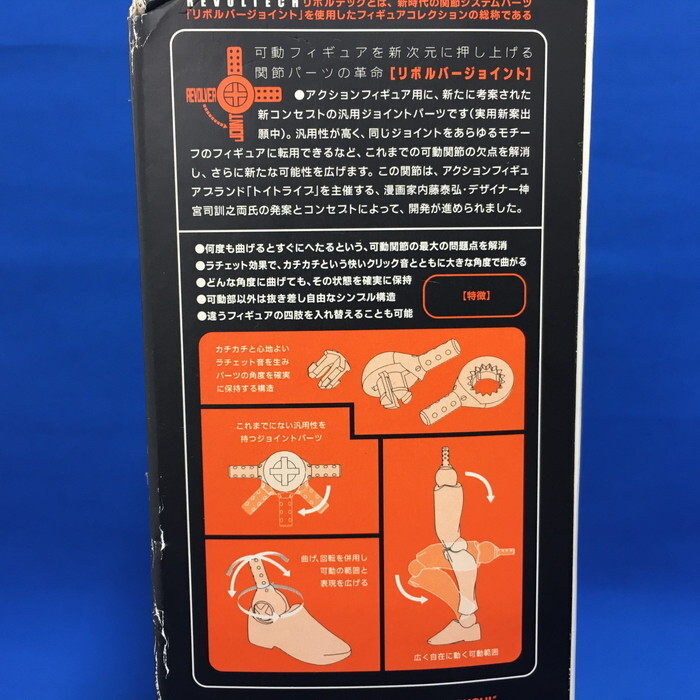 REVOLTECH リボルテックとは、新時代の関節システムパーツ
「リボルバージョイント」を使用したフィギュアコレクションの総称である
REVOLVER
JOINT
可動フィギュアを新次元に押し上げる
関節パーツの革命【リボルバージョイント】
●アクションフィギュア用に、新たに考案された
新コンセプトの汎用ジョイントパーツです(実用新案出
願中)。汎用性が高く、同じジョイントをあらゆるモチー
フのフィギュアに転用できるなど、これまでの可動関節の欠点を解消
し、さらに新たな可能性を広げます。この関節は、アクションフィギュ
アブランド「トイトライブ」を主催する、漫画家内藤泰弘・デザイナー神
宮司訓之両氏の発案とコンセプトによって、開発が進められました。
●何度も曲げるとすぐにへたるという、可動関節の最大の問題点を解消
●ラチェット効果で、カチカチという快いクリック音とともに大きな角度で曲がる
●どんな角度に曲げても、その状態を確実に保持
●可動部以外は抜き差し自由なシンプル構造
●違うフィギュアの四肢を入れ替えることも可能
【特徴】
カチカチと心地よい
ラチェット音を生み
パーツの角度を確実
に保持する構造
これまでにない汎用性を
持つジョイントパーツ
曲げ、回転を併用し
可動の範囲と
表現を広げる
広く自在に動く可動範囲